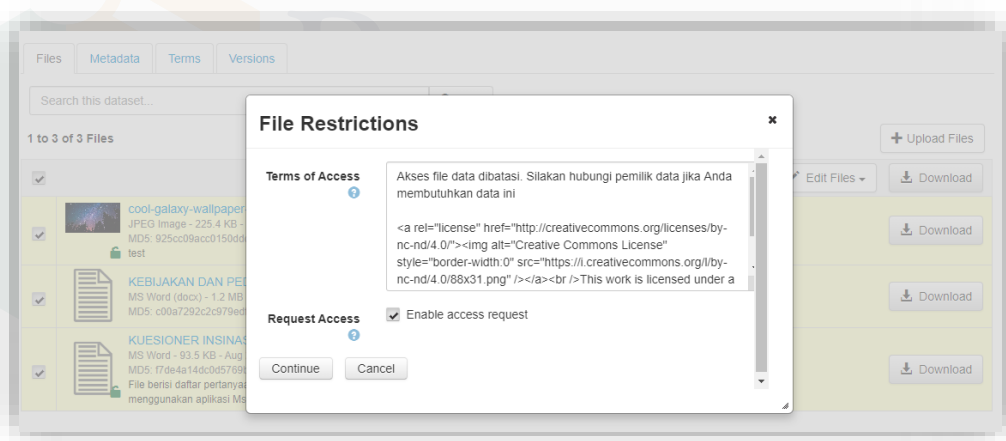 Files Metadata Terms Versions
Search this dataset...
1 to 3 of 3 Files
Upload Files
Edit Files
Download
cool-galaxy-wallpaper
JPEG Image - 225.4 KB -
MD5: 925cc09acc0150dd
test
Download
KEBIJAKAN DAN PE
MS Word (docx) - 1.2 MB
MD5: c00a7292c2c979ed
Download
KUESIONER INSINAS
MS Word - 93.5 KB - Aug
MD5: f7de4a14dc0d5769
File berisi daftar pertanyaa
menggunakan aplikasi Ms
Download
File Restrictions
Terms of Access
Akses file data dibatasi. Silakan hubungi pemilik data jika Anda
membutuhkan data ini
<a rel="license" href="http://creativecommons.org/licenses/by-
nc-nd/4.0/"><img alt="Creative Commons License"
style="border-width:0" src="https://i.creativecommons.org/l/by-
nc-nd/4.0/88x31.png" /></a><br />This work is licensed under a
Request Access
Enable access request
Continue Cancel